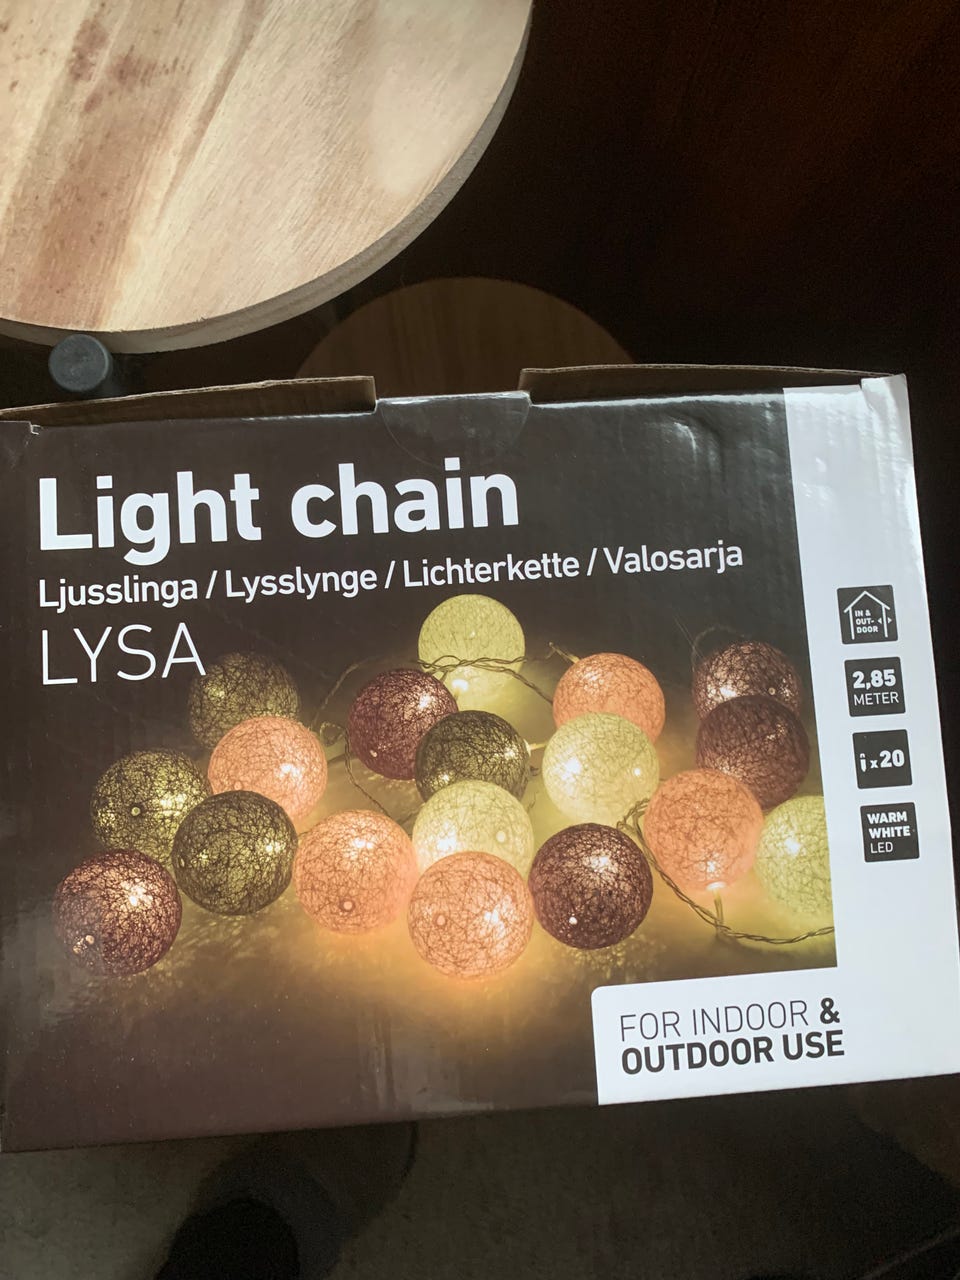 Light chain
Ljusslinga / Lysslynge / Lichterkette / Valosarja
LYSA
IN &
OUT-
DOOR
2,85
METER
x 20
WARM
WHITE
LED
FOR INDOOR &
OUTDOOR USE